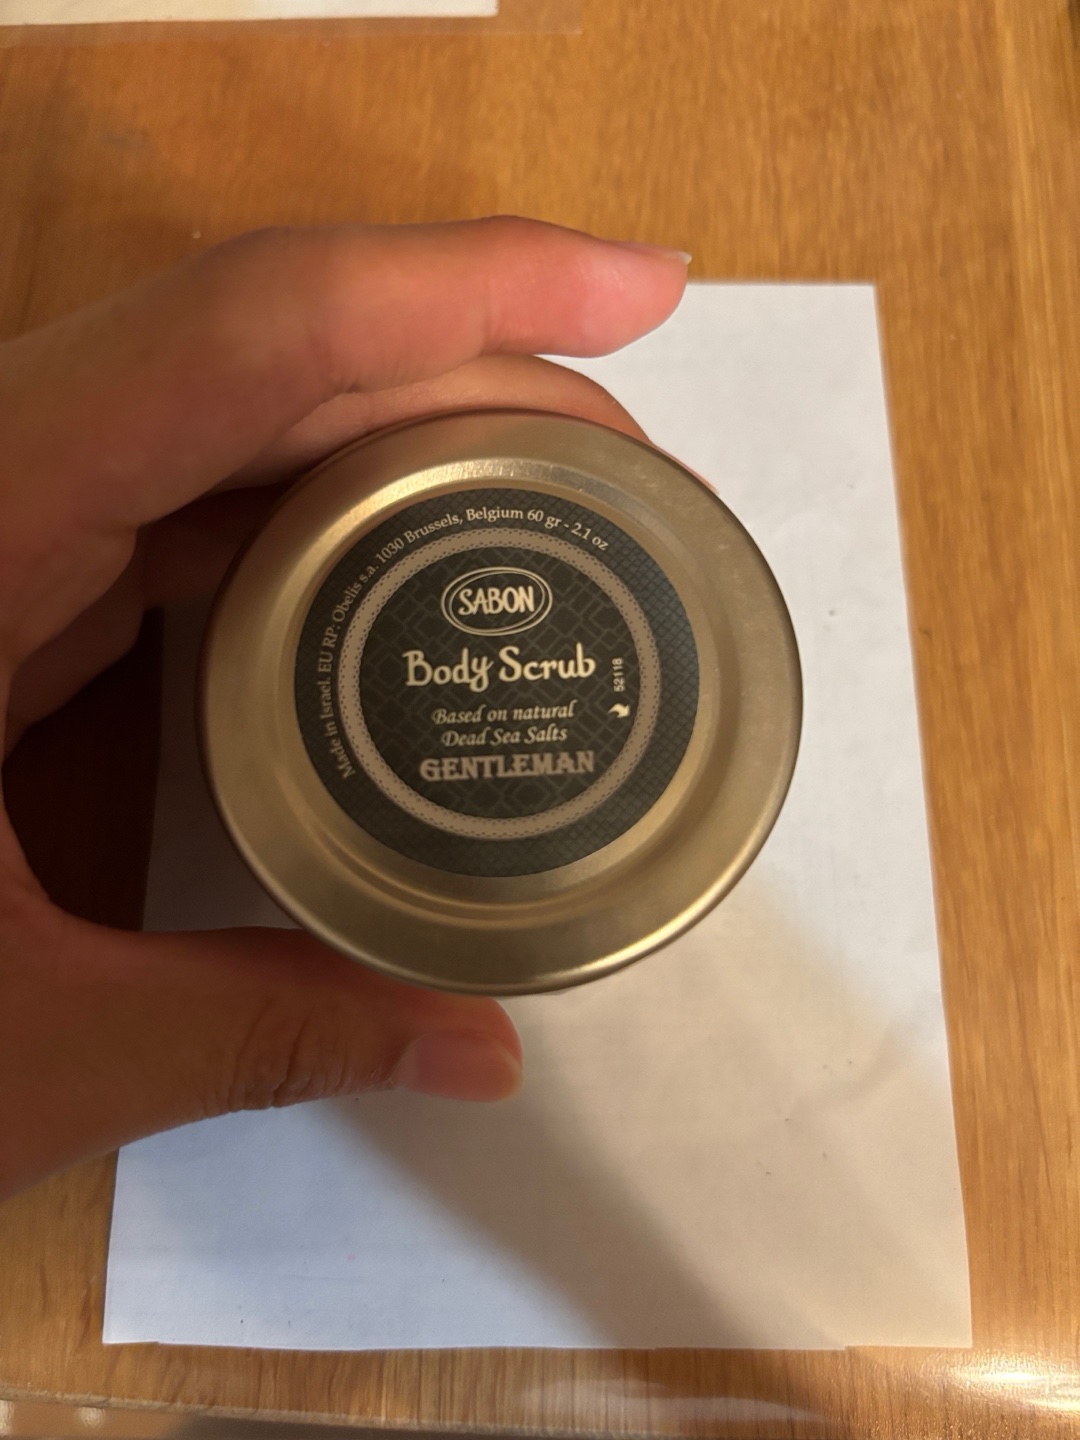 Made in Israel. EU RP: Obelis s.a. 1030 Brussels, Belgium 60 gr - 2.1 oz
SABON
Body Scrub
52118
Based on natural
Dead Sea Salts
GENTLEMAN